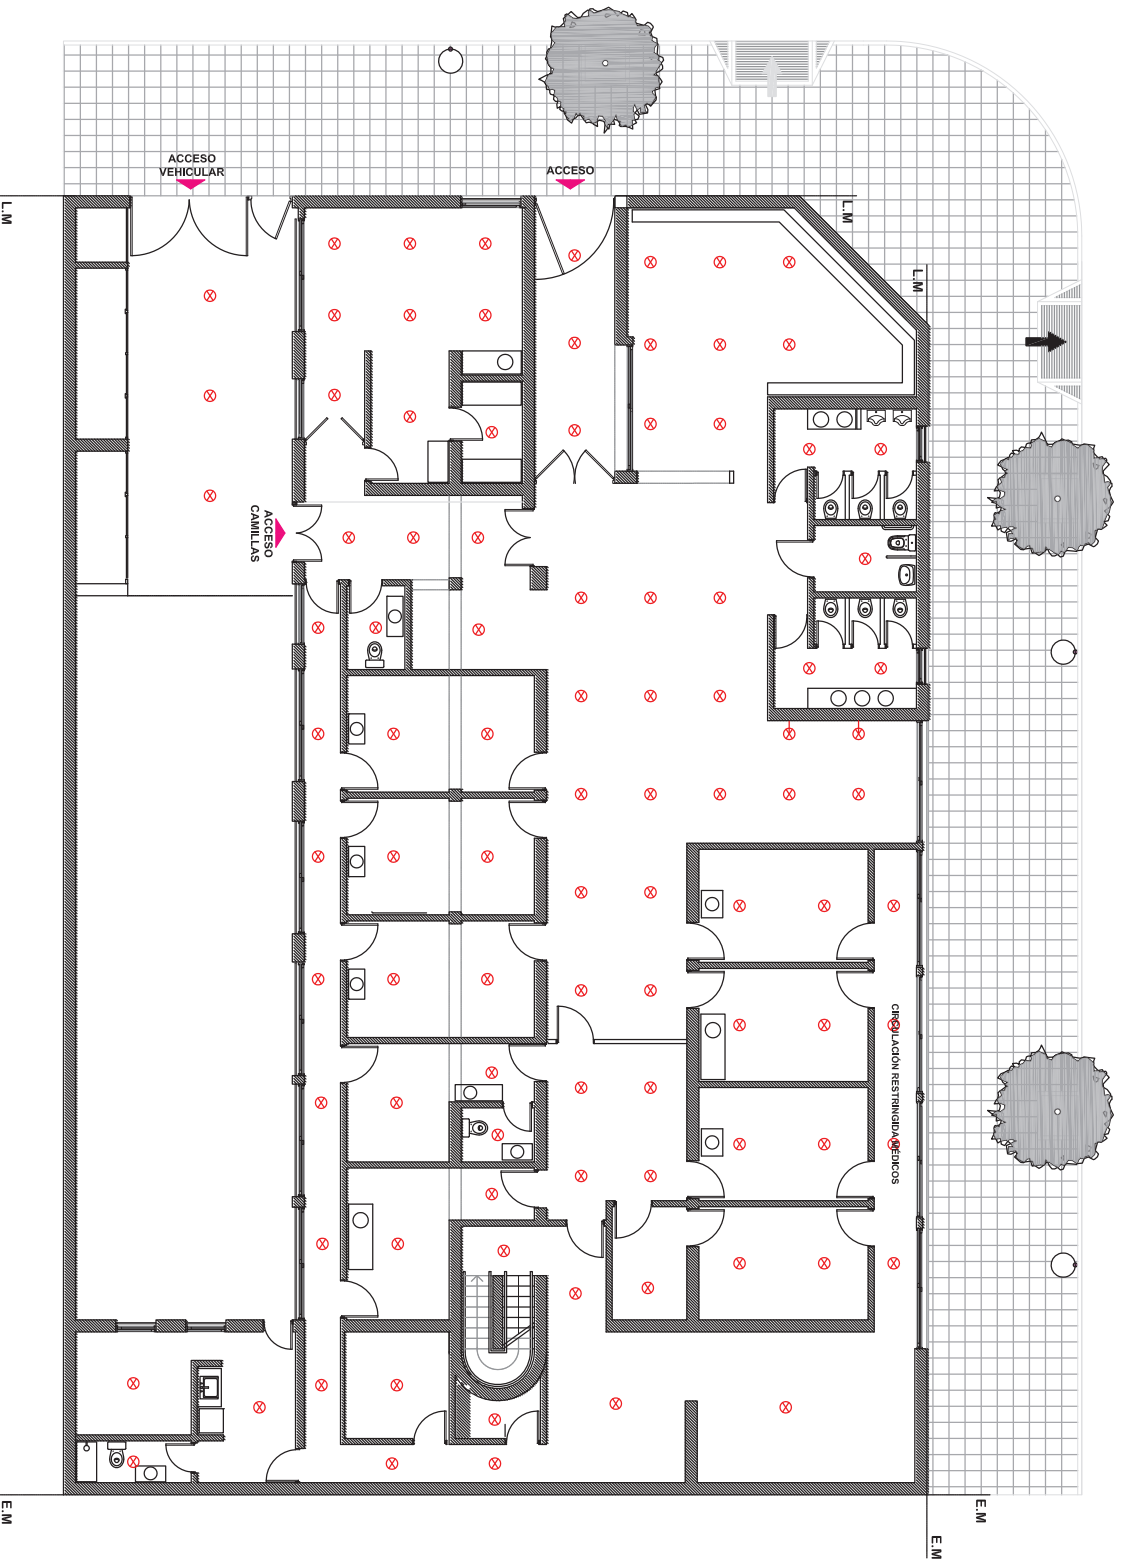 ACCESO
VEHICULAR
ACCESO
L.M
L.M
L.M
ACCESO
CAMILLAS
CIRCULACIÓN RESTRINGIDA MÉDICOS
E.M
E.M
E.M